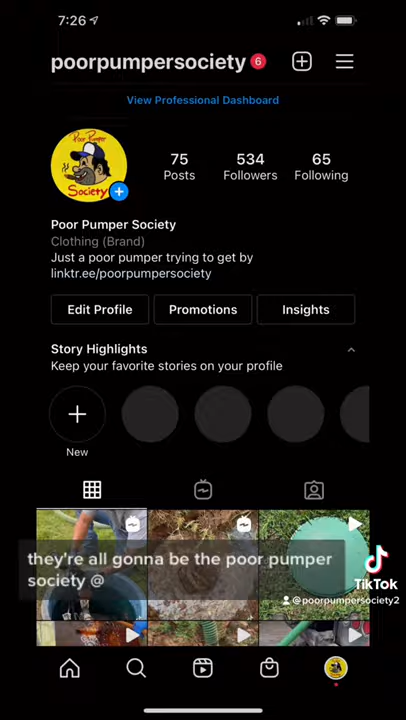 7:26
poorpumpersociety 6
View Professional Dashboard
Poor Pumper
Society
75 534 65
Posts Followers Following
Poor Pumper Society
Clothing (Brand)
Just a poor pumper trying to get by
linktr.ee/poorpumpersociety
Edit Profile Promotions Insights
Story Highlights
Keep your favorite stories on your profile
New
they're all gonna be the poor pumper
society @
TikTok
@poorpumpersociety2